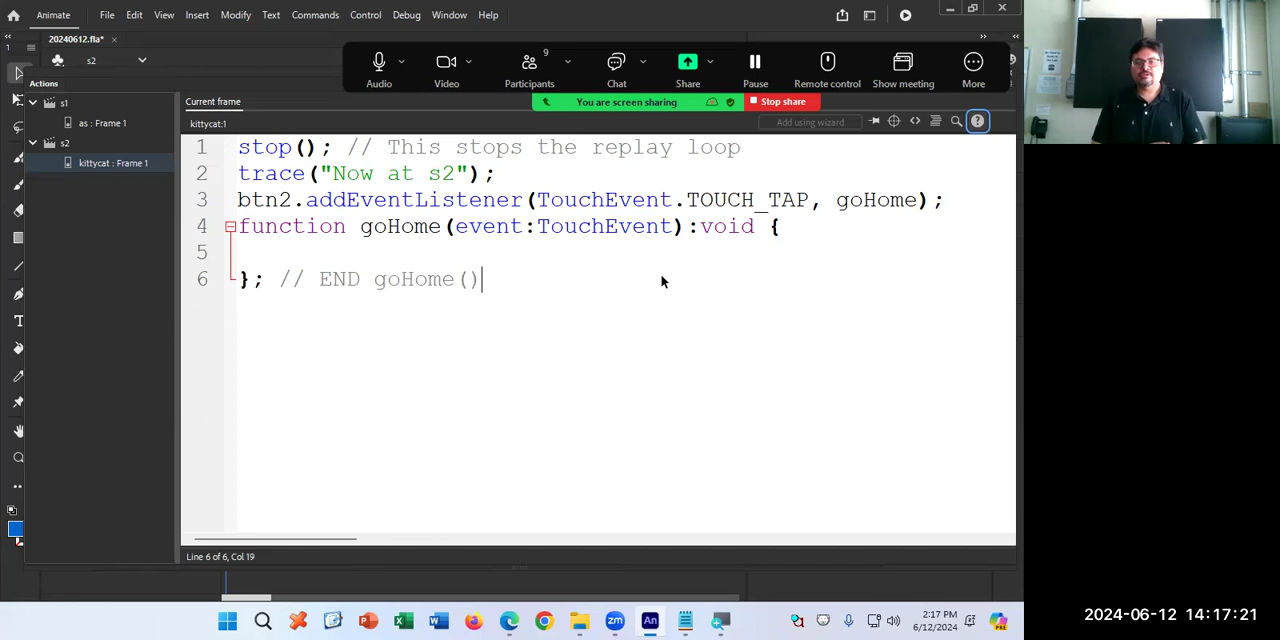 Animate File Edit View Insert Modify Text Commands Control Debug Window Help
20240612.fla*
s2
9
Audio Video Participants Chat Share Pause Remote control Show meeting More
You are screen sharing Stop share
Actions
s1
as : Frame 1
s2
kittycat : Frame 1
Current frame
kittycat:1
Add using wizard
1 stop(); // This stops the replay loop
2 trace("Now at s2");
3 btn2.addEventListener(TouchEvent.TOUCH_TAP, goHome);
4 function goHome(event:TouchEvent):void {
5
6 }; // END goHome()
Line 6 of 6, Col 19
2:17 PM
6/12/2024
2024-06-12 14:17:21